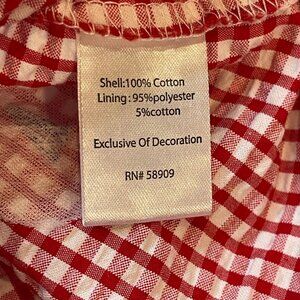 Shell:100% Cotton
Lining: 95%polyester
5%cotton
Exclusive Of Decoration
RN# 58909